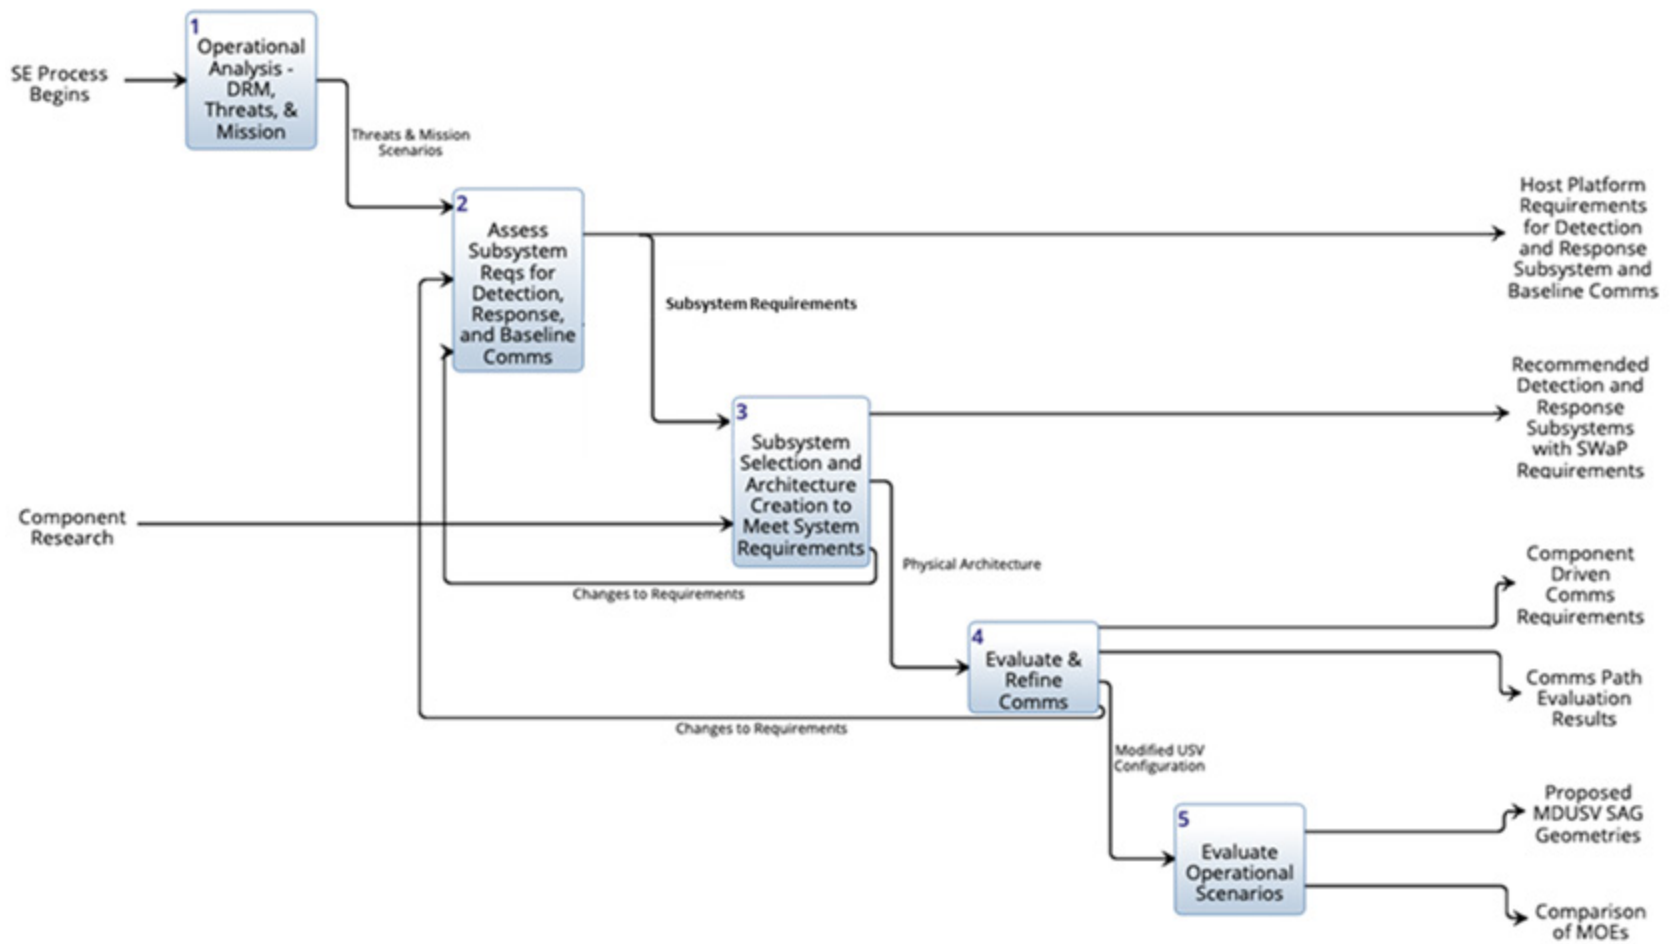 1
Operational
Analysis -
DRM,
Threats, &
Mission
SE Process
Begins
Threats & Mission
Scenarios
2
Assess
Subsystem
Reqs for
Detection,
Response,
and Baseline
Comms
Host Platform
Requirements
for Detection
and Response
Subsystem and
Baseline Comms
Subsystem Requirements
Recommended
Detection and
Response
Subsystems
with SWaP
Requirements
3
Subsystem
Selection and
Architecture
Creation to
Meet System
Requirements
Component
Research
Physical Architecture
Changes to Requirements
Component
Driven
Comms
Requirements
4
Evaluate &
Refine
Comms
Comms Path
Evaluation
Results
Changes to Requirements
Modified USV
Configuration
5
Evaluate
Operational
Scenarios
Proposed
MDUSV SAG
Geometries
Comparison
of MOEs